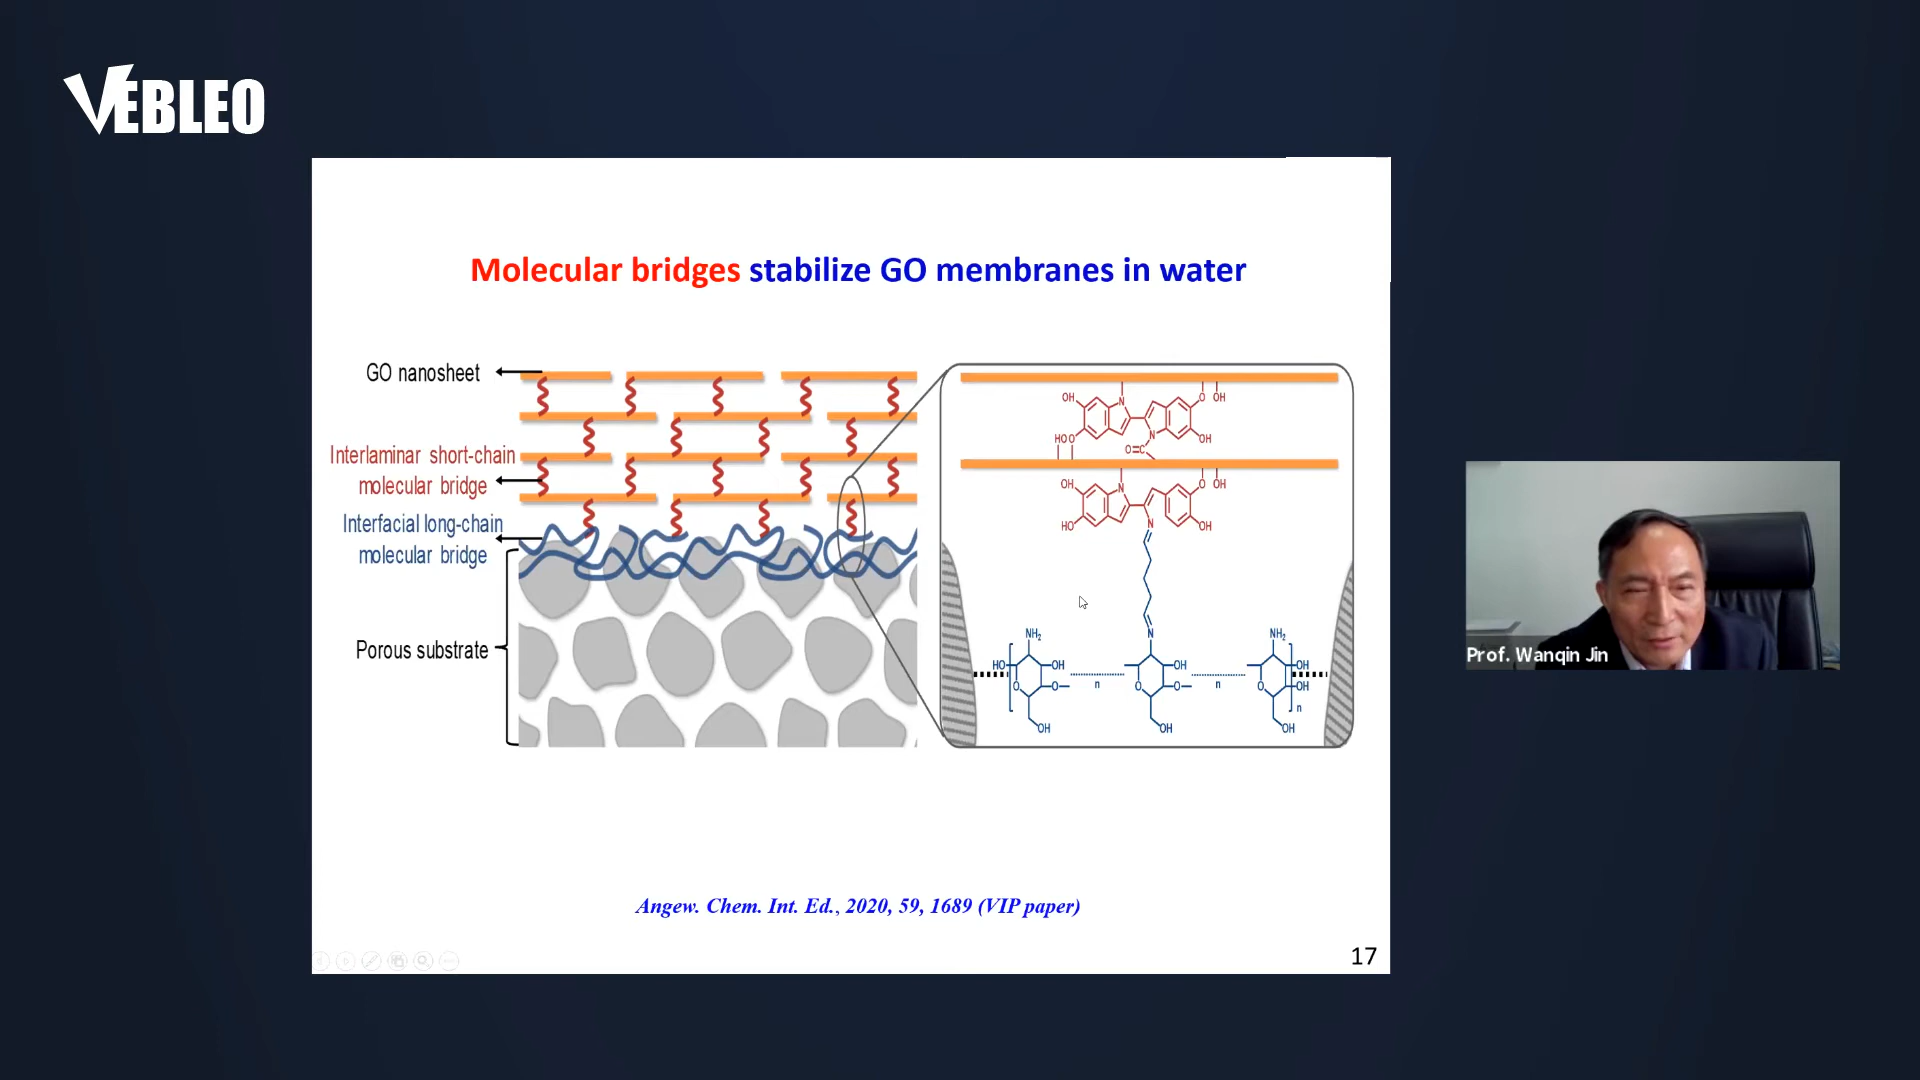 VEBLEO
Molecular bridges stabilize GO membranes in water
GO nanosheet
Interlaminar short-chain
molecular bridge
Interfacial long-chain
molecular bridge
Porous substrate
OH
N
O
OH
HO
O
N
OH
O
OH
N
O
OH
HO
N
OH
N
NH2
HO
OH
O
O
OH
n
OH
O
O
OH
n
NH2
OH
O
OH
n
OH
Prof. Wanqin Jin
Angew. Chem. Int. Ed., 2020, 59, 1689 (VIP paper)
17